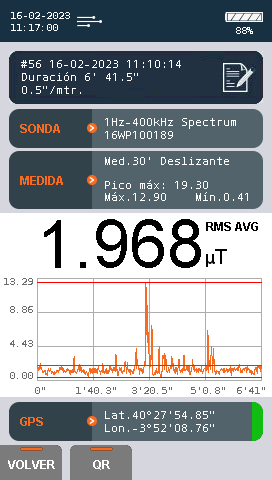 16-02-2023
11:17:00
88%
#56 16-02-2023 11:10:14
Duración 6' 41.5"
0.5"/mtr.
SONDA
1Hz-400kHz Spectrum
16WP100189
MEDIDA
Med.30' Deslizante
Pico máx: 19.30
Máx.12.90 Mín.0.41
1.968 RMS AVG
µT
13.29
8.86
4.43
0.00
0" 1'40.3" 3'20.5" 5'0.8" 6'41"
GPS
Lat.40°27'54.85"
Lon.-3°52'08.76"
VOLVER QR